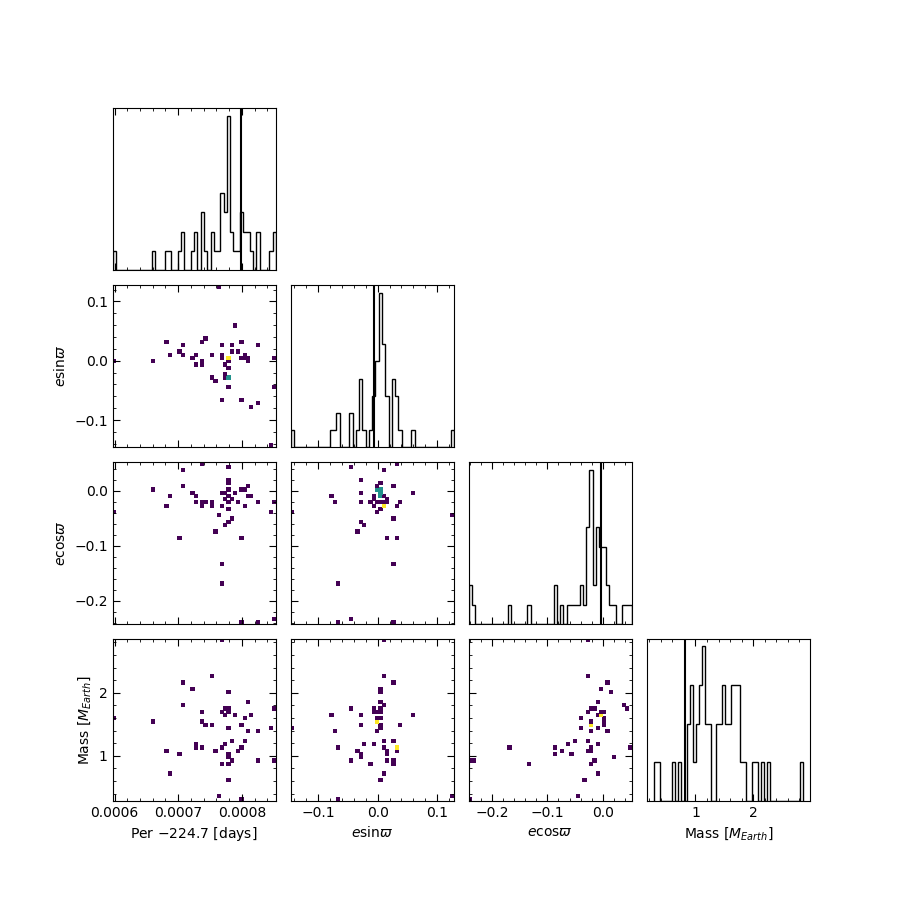 0.1
0.0
−0.1
esinϖ
0.0
−0.1
−0.2
ecosϖ
2
1
Mass [M_Earth]
0.0006 0.0007 0.0008
−0.1 0.0 0.1
−0.2 −0.1 0.0
1 2
Per −224.7 [days]
esinϖ
ecosϖ
Mass [M_Earth]